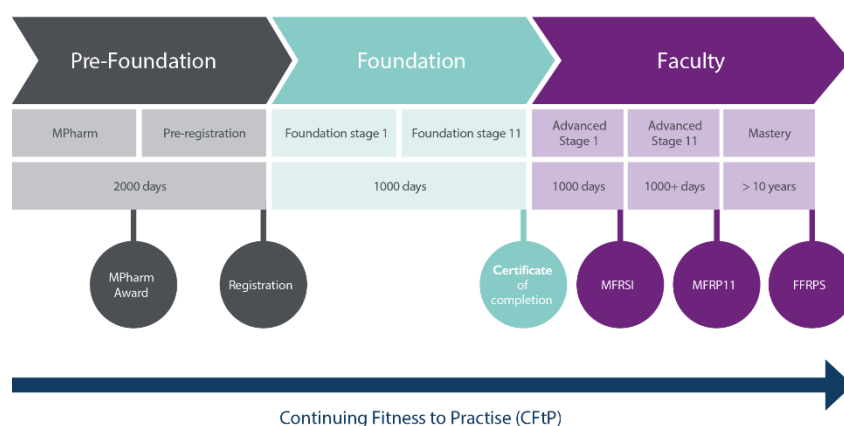 Pre-Foundation
Foundation
Faculty
MPharm
Pre-registration
Foundation stage 1
Foundation stage 11
Advanced
Stage 1
Advanced
Stage 11
Mastery
2000 days
1000 days
1000 days
1000+ days
> 10 years
MPharm
Award
Registration
Certificate
of
completion
MFRSI
MFRP11
FFRPS
Continuing Fitness to Practise (CFtP)